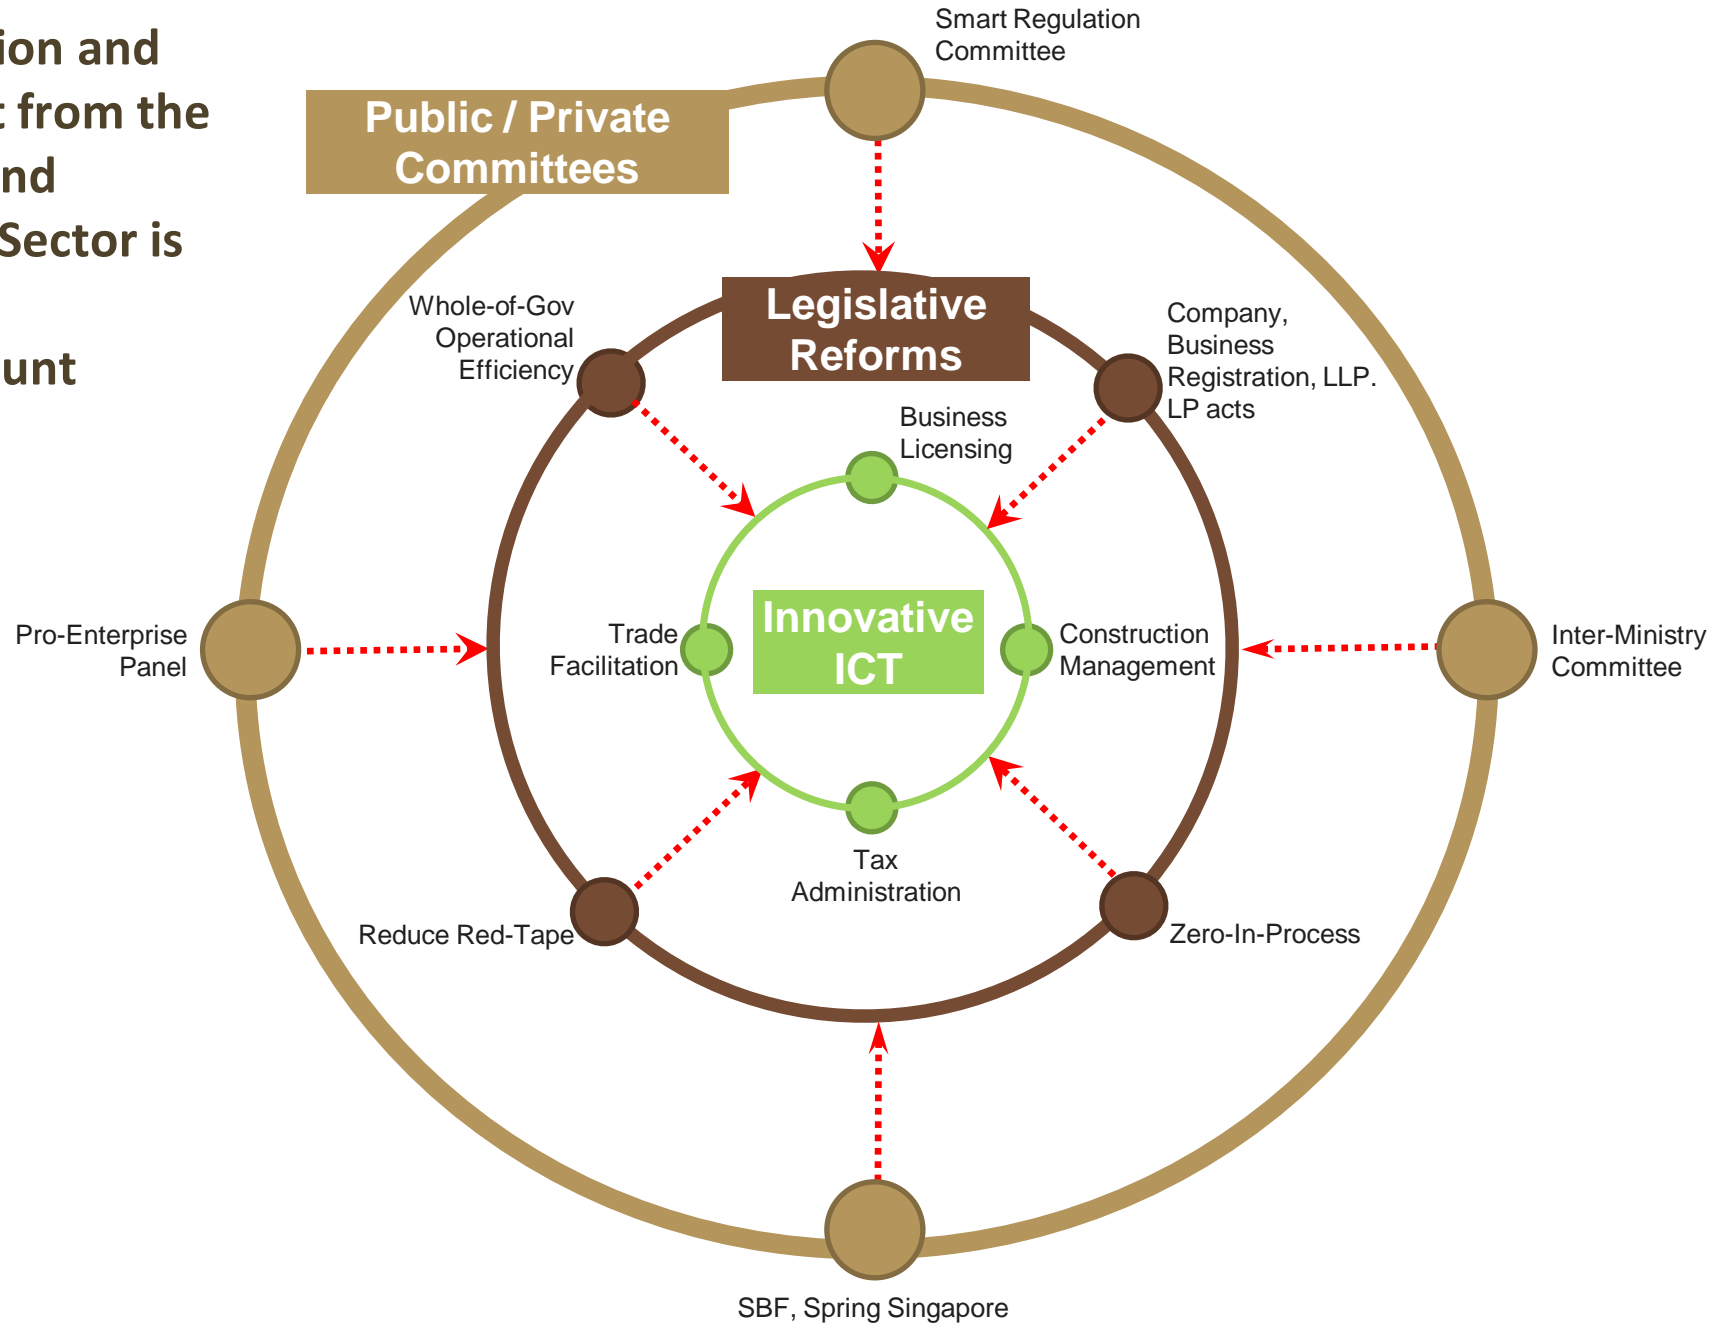 ion and
t from the
nd
Sector is
unt
Smart Regulation
Committee
Public / Private
Committees
Legislative
Reforms
Whole-of-Gov
Operational
Efficiency
Company,
Business
Registration, LLP.
LP acts
Business
Licensing
Innovative
ICT
Trade
Facilitation
Construction
Management
Pro-Enterprise
Panel
Inter-Ministry
Committee
Tax
Administration
Reduce Red-Tape
Zero-In-Process
SBF, Spring Singapore